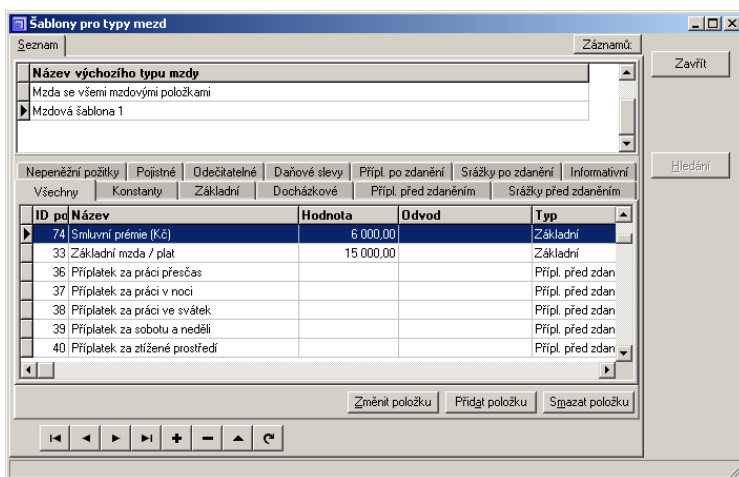 Šablony pro typy mezd
Seznam
Záznamů:
Zavřít
Název výchozího typu mzdy
Mzda se všemi mzdovými položkami
Mzdová šablona 1
Hledání
Nepeněžní požitky Pojistné Odečitatelné Daňové slevy Přípl. po zdanění Srážky po zdanění Informativní
Všechny Konstanty Základní Docházkové Přípl. před zdaněním Srážky před zdaněním
ID po Název Hodnota Odvod Typ
74 Smluvní prémie (Kč) 6 000,00 Základní
33 Základní mzda / plat 15 000,00 Základní
36 Příplatek za práci přesčas Přípl. před zdan
37 Příplatek za práci v noci Přípl. před zdan
38 Příplatek za práci ve svátek Přípl. před zdan
39 Příplatek za sobotu a neděli Přípl. před zdan
40 Příplatek za ztížené prostředí Přípl. před zdan
Změnit položku Přidat položku Smazat položku